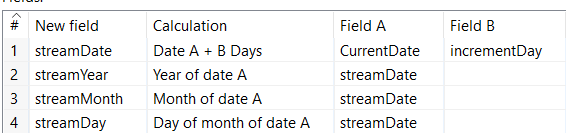 # New field Calculation Field A Field B
1 streamDate Date A + B Days CurrentDate incrementDay
2 streamYear Year of date A streamDate
3 streamMonth Month of date A streamDate
4 streamDay Day of month of date A streamDate